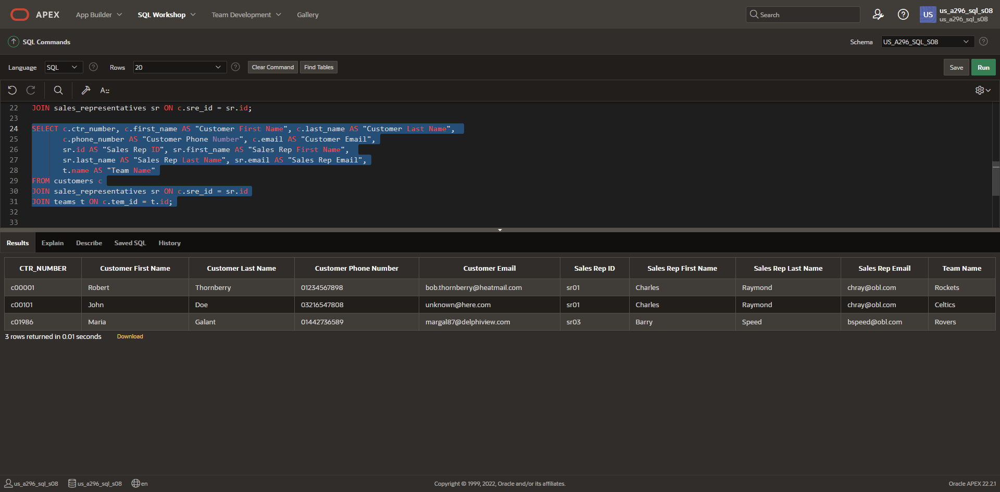 APEX App Builder SQL Workshop Team Development Gallery Search US us_a296_sql_s08
us_a296_sql_s08
SQL Commands Schema US_A296_SQL_S08
Language SQL Rows 20 Clear Command Find Tables Save Run
22 JOIN sales_representatives sr ON c.sre_id = sr.id;
23
24 SELECT c.ctr_number, c.first_name AS "Customer First Name", c.last_name AS "Customer Last Name",
25 c.phone_number AS "Customer Phone Number", c.email AS "Customer Email",
26 sr.id AS "Sales Rep ID", sr.first_name AS "Sales Rep First Name",
27 sr.last_name AS "Sales Rep Last Name", sr.email AS "Sales Rep Email",
28 t.name AS "Team Name"
29 FROM customers c
30 JOIN sales_representatives sr ON c.sre_id = sr.id
31 JOIN teams t ON c.tem_id = t.id;
32
33
Results Explain Describe Saved SQL History
CTR_NUMBER Customer First Name Customer Last Name Customer Phone Number Customer Email Sales Rep ID Sales Rep First Name Sales Rep Last Name Sales Rep Email Team Name
c00001 Robert Thornberry 01234567898 bob.thornberry@heatmail.com sr01 Charles Raymond chray@obl.com Rockets
c00101 John Doe 03216547808 unknown@here.com sr01 Charles Raymond chray@obl.com Celtics
c01986 Maria Galant 01442736589 margal87@delphiview.com sr03 Barry Speed bspeed@obl.com Rovers
3 rows returned in 0.01 seconds Download
us_a296_sql_s08 us_a296_sql_s08 en Copyright © 1999, 2022, Oracle and/or its affiliates. Oracle APEX 22.2.1